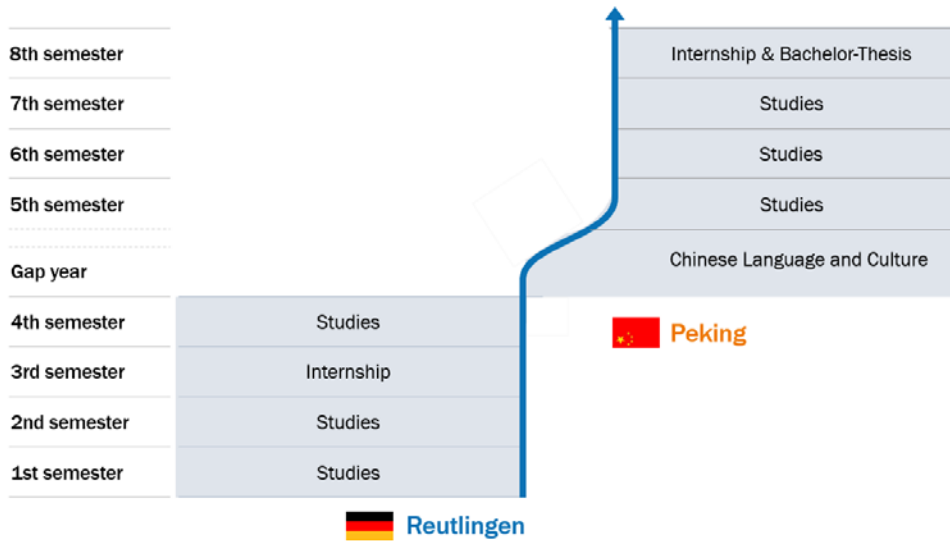 8th semester
Internship & Bachelor-Thesis
7th semester
Studies
6th semester
Studies
5th semester
Studies
Gap year
Chinese Language and Culture
4th semester
Studies
Peking
3rd semester
Internship
2nd semester
Studies
1st semester
Studies
Reutlingen